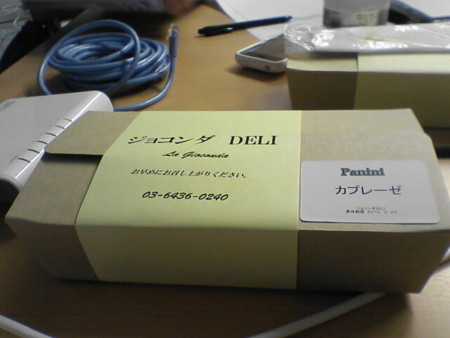 ジョコンダ DELI
La Gioconda
お早めにお召し上がりください。
03-6436-0240
Panini
カプレーゼ